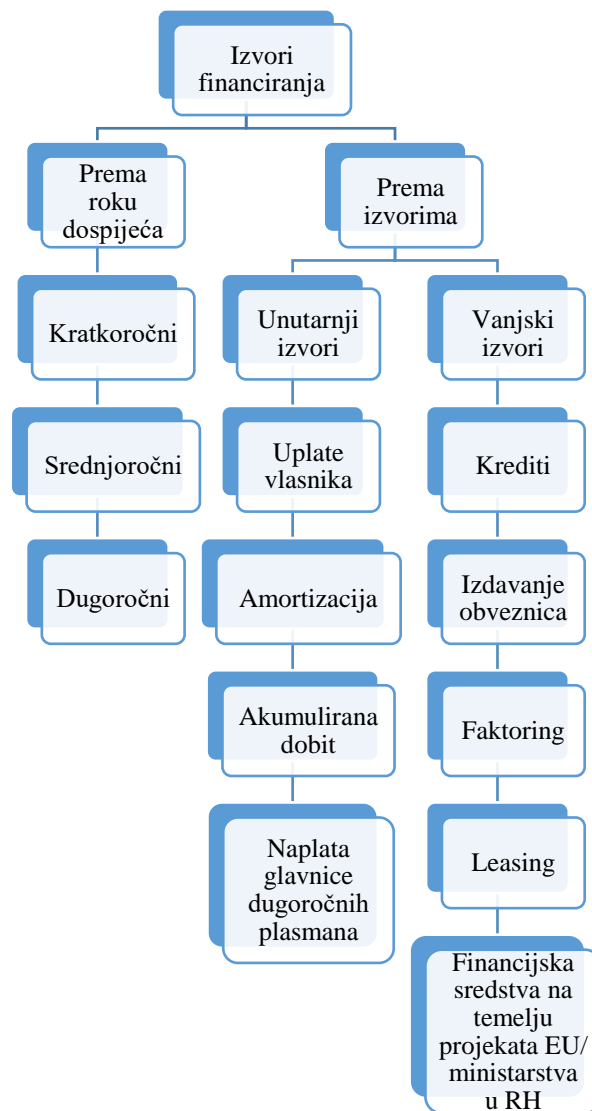 Izvori
financiranja
Prema
roku
dospijeća
Prema
izvorima
Kratkoročni
Unutarnji
izvori
Vanjski
izvori
Srednjoročni
Uplate
vlasnika
Krediti
Dugoročni
Amortizacija
Izdavanje
obveznica
Akumulirana
dobit
Faktoring
Naplata
glavnice
dugoročnih
plasmana
Leasing
Financijska
sredstva na
temelju
projekata EU/
ministarstva
u RH